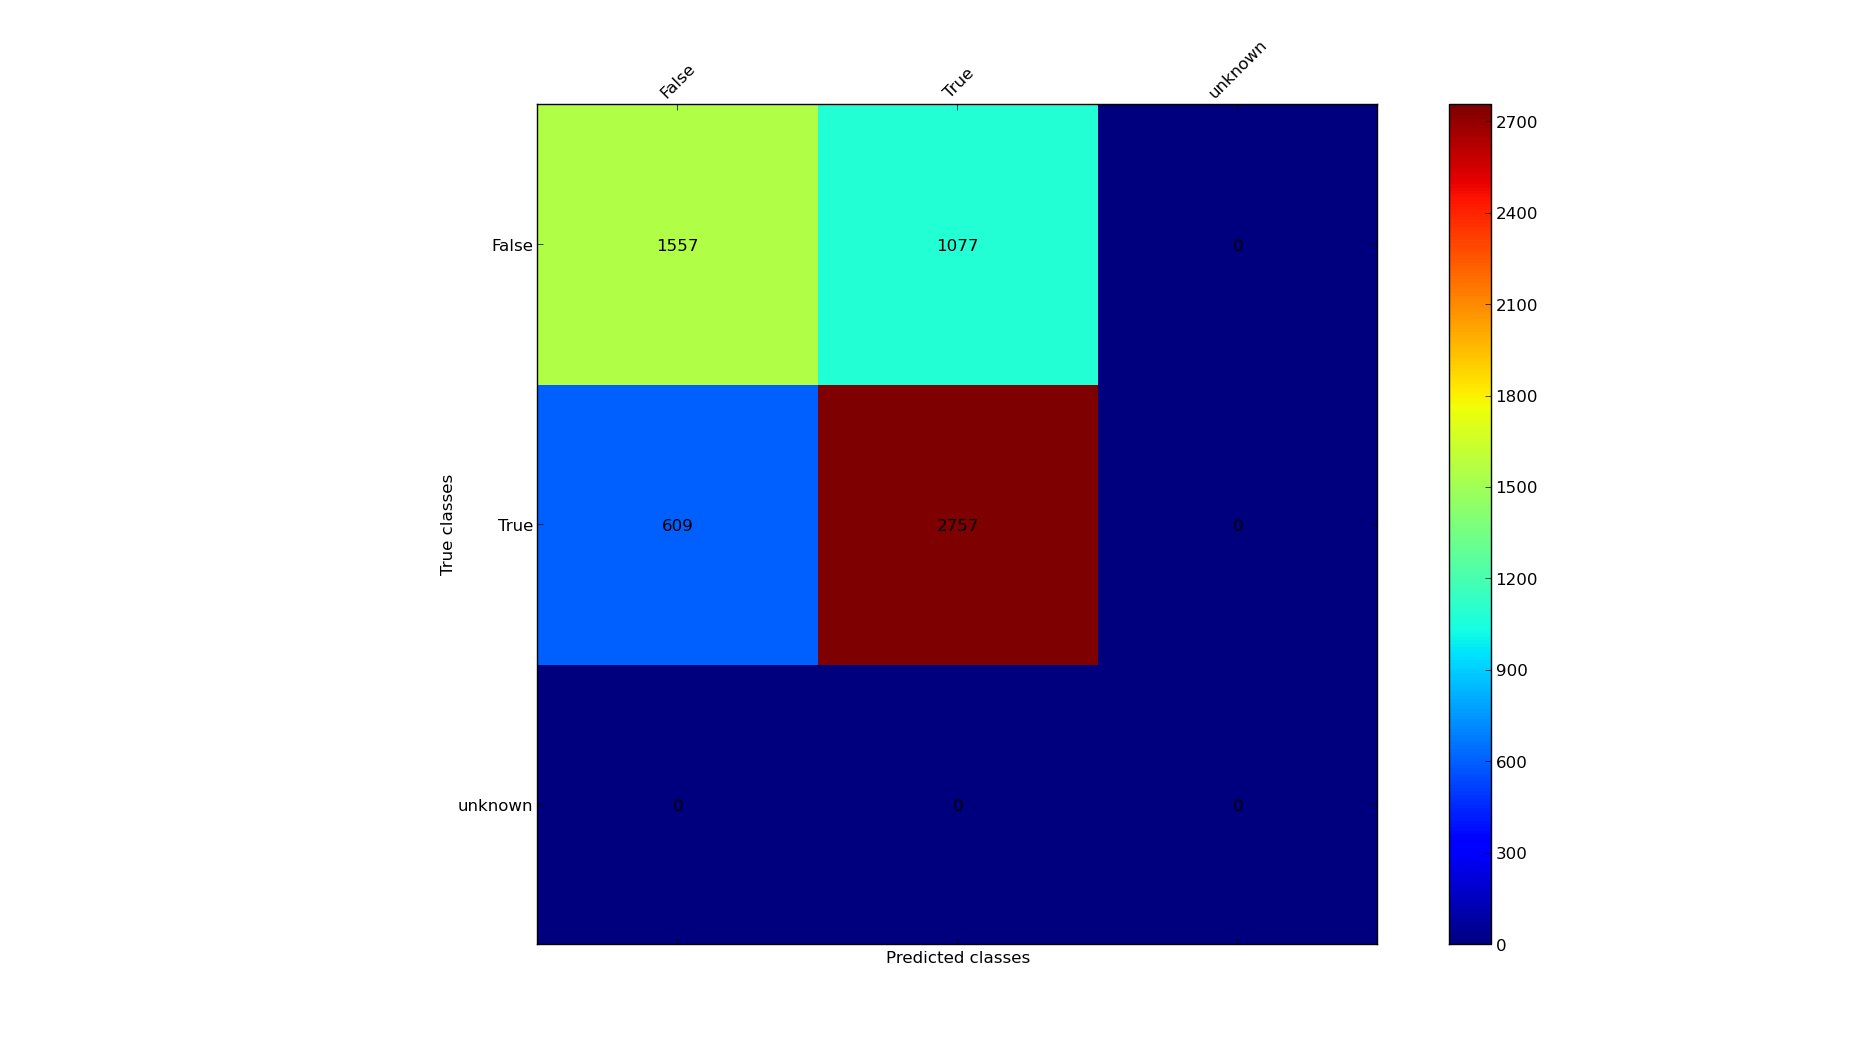 False True unknown
False 1557 1077 0
True 609 2757 0
unknown 0 0 0
True classes
Predicted classes
2700
2400
2100
1800
1500
1200
900
600
300
0